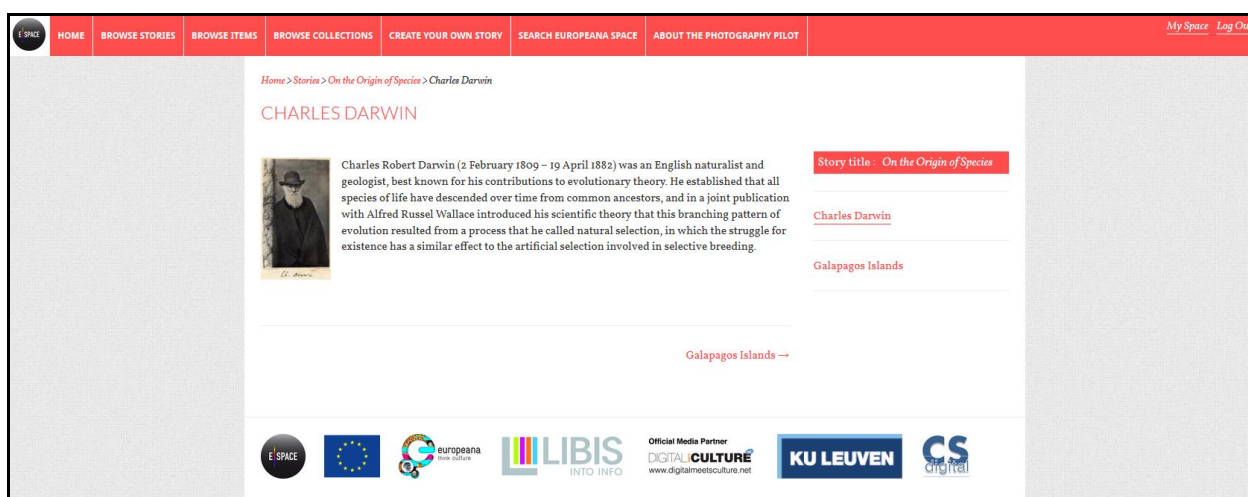 E SPACE
HOME
BROWSE STORIES
BROWSE ITEMS
BROWSE COLLECTIONS
CREATE YOUR OWN STORY
SEARCH EUROPEANA SPACE
ABOUT THE PHOTOGRAPHY PILOT
My Space Log Ou
Home > Stories > On the Origin of Species > Charles Darwin
CHARLES DARWIN
Charles Robert Darwin (2 February 1809 – 19 April 1882) was an English naturalist and
geologist, best known for his contributions to evolutionary theory. He established that all
species of life have descended over time from common ancestors, and in a joint publication
with Alfred Russel Wallace introduced his scientific theory that this branching pattern of
evolution resulted from a process that he called natural selection, in which the struggle for
existence has a similar effect to the artificial selection involved in selective breeding.
Story title : On the Origin of Species
Charles Darwin
Galapagos Islands
Galapagos Islands →
E SPACE
europeana
think culture
LIBIS
INTO INFO
Official Media Partner
DIGITALMEETSCULTURE
www.digitalmeetsculture.net
KU LEUVEN
CS
digital